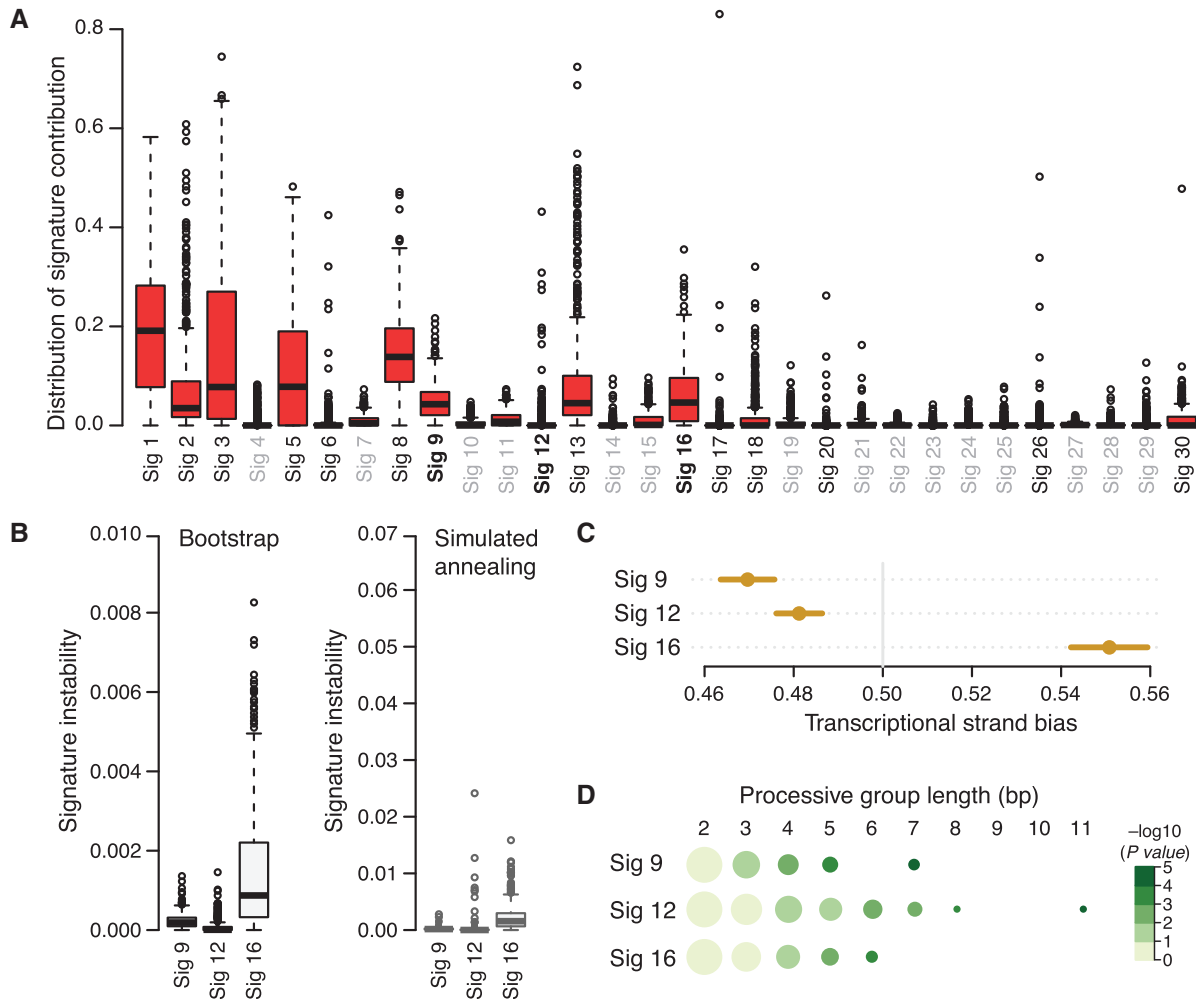 A
Distribution of signature contribution
0.8
0.6
0.4
0.2
0.0
Sig 1
Sig 2
Sig 3
Sig 4
Sig 5
Sig 6
Sig 7
Sig 8
Sig 9
Sig 10
Sig 11
Sig 12
Sig 13
Sig 14
Sig 15
Sig 16
Sig 17
Sig 18
Sig 19
Sig 20
Sig 21
Sig 22
Sig 23
Sig 24
Sig 25
Sig 26
Sig 27
Sig 28
Sig 29
Sig 30
B
Bootstrap
Signature instability
0.010
0.008
0.006
0.004
0.002
0.000
Sig 9
Sig 12
Sig 16
Simulated
annealing
Signature instability
0.07
0.06
0.05
0.04
0.03
0.02
0.01
0.00
Sig 9
Sig 12
Sig 16
C
Sig 9
Sig 12
Sig 16
0.46 0.48 0.50 0.52 0.54 0.56
Transcriptional strand bias
D
Processive group length (bp)
2 3 4 5 6 7 8 9 10 11
Sig 9
Sig 12
Sig 16
–log10
(P value)
5
4
3
2
1
0